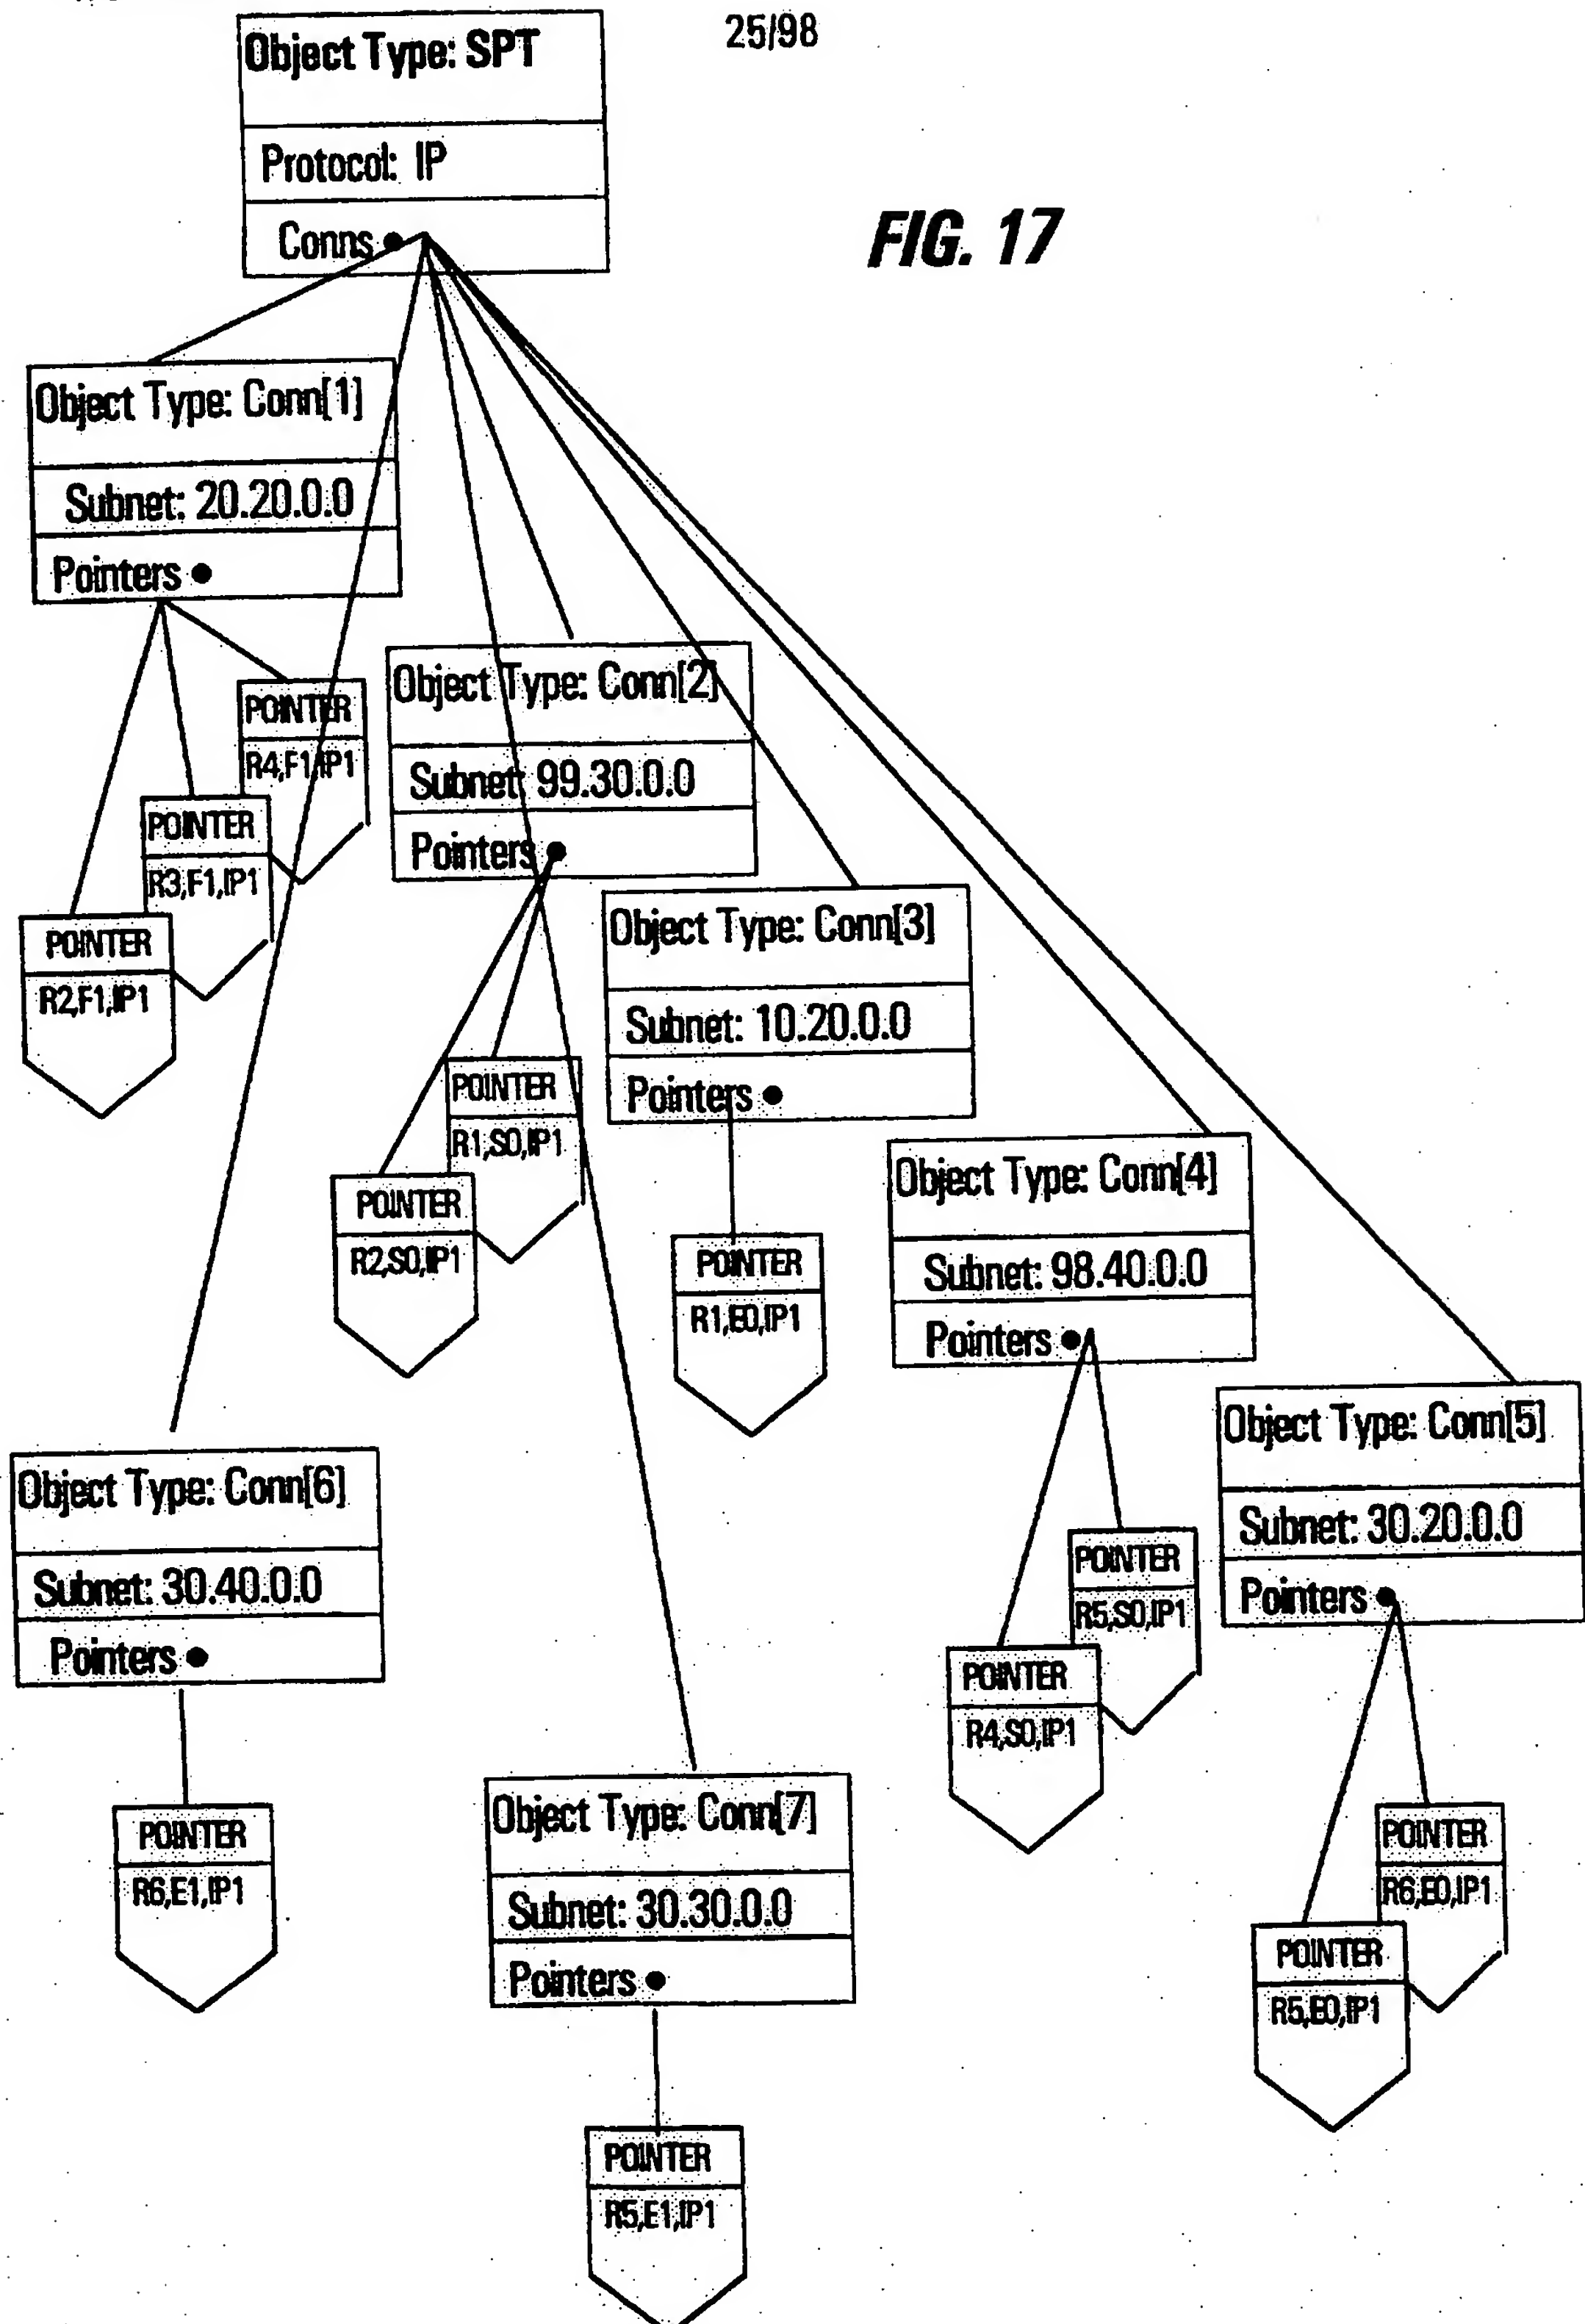 25/98
Object Type: SPT
Protocol: IP
Conns
FIG. 17
Object Type: Conn[1]
Subnet: 20.20.0.0
Pointers
POINTER
R4,F1,IP1
POINTER
R3,F1,IP1
POINTER
R2,F1,IP1
Object Type: Conn[2]
Subnet: 99.30.0.0
Pointers
POINTER
R1,S0,IP1
POINTER
R2,S0,IP1
Object Type: Conn[3]
Subnet: 10.20.0.0
Pointers
POINTER
R1,E0,IP1
Object Type: Conn[4]
Subnet: 98.40.0.0
Pointers
POINTER
R5,S0,IP1
POINTER
R4,S0,IP1
Object Type: Conn[5]
Subnet: 30.20.0.0
Pointers
POINTER
R6,E0,IP1
POINTER
R5,E0,IP1
Object Type: Conn[6]
Subnet: 30.40.0.0
Pointers
POINTER
R6,E1,IP1
Object Type: Conn[7]
Subnet: 30.30.0.0
Pointers
POINTER
R5,E1,IP1